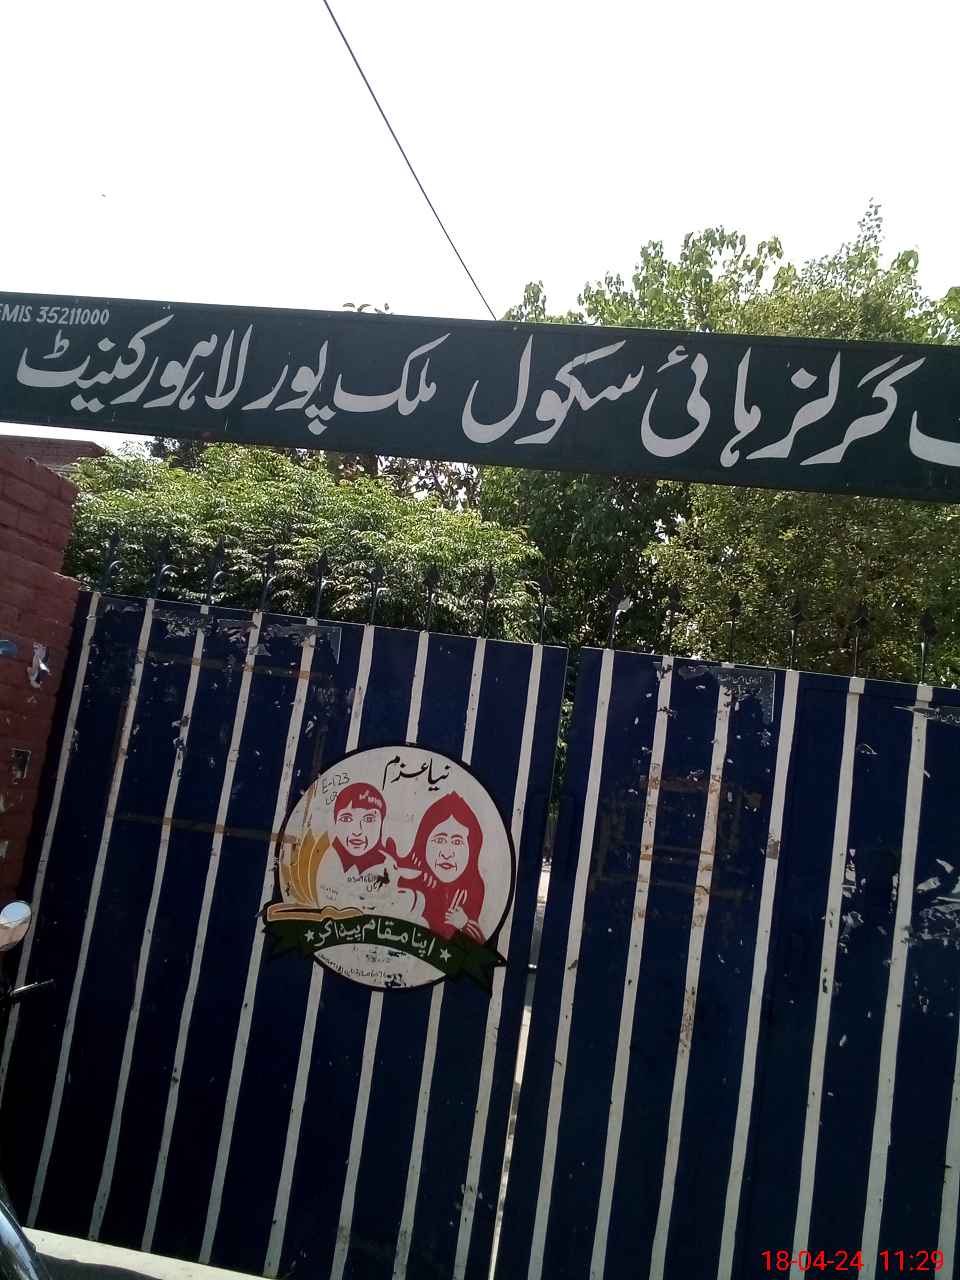 EMIS 35211000
گرلز ہائی سکول ملک پور لاہور کینٹ
نیا عزم
E-123
اپنا مقام پیدا کر
18-04-24 11:29